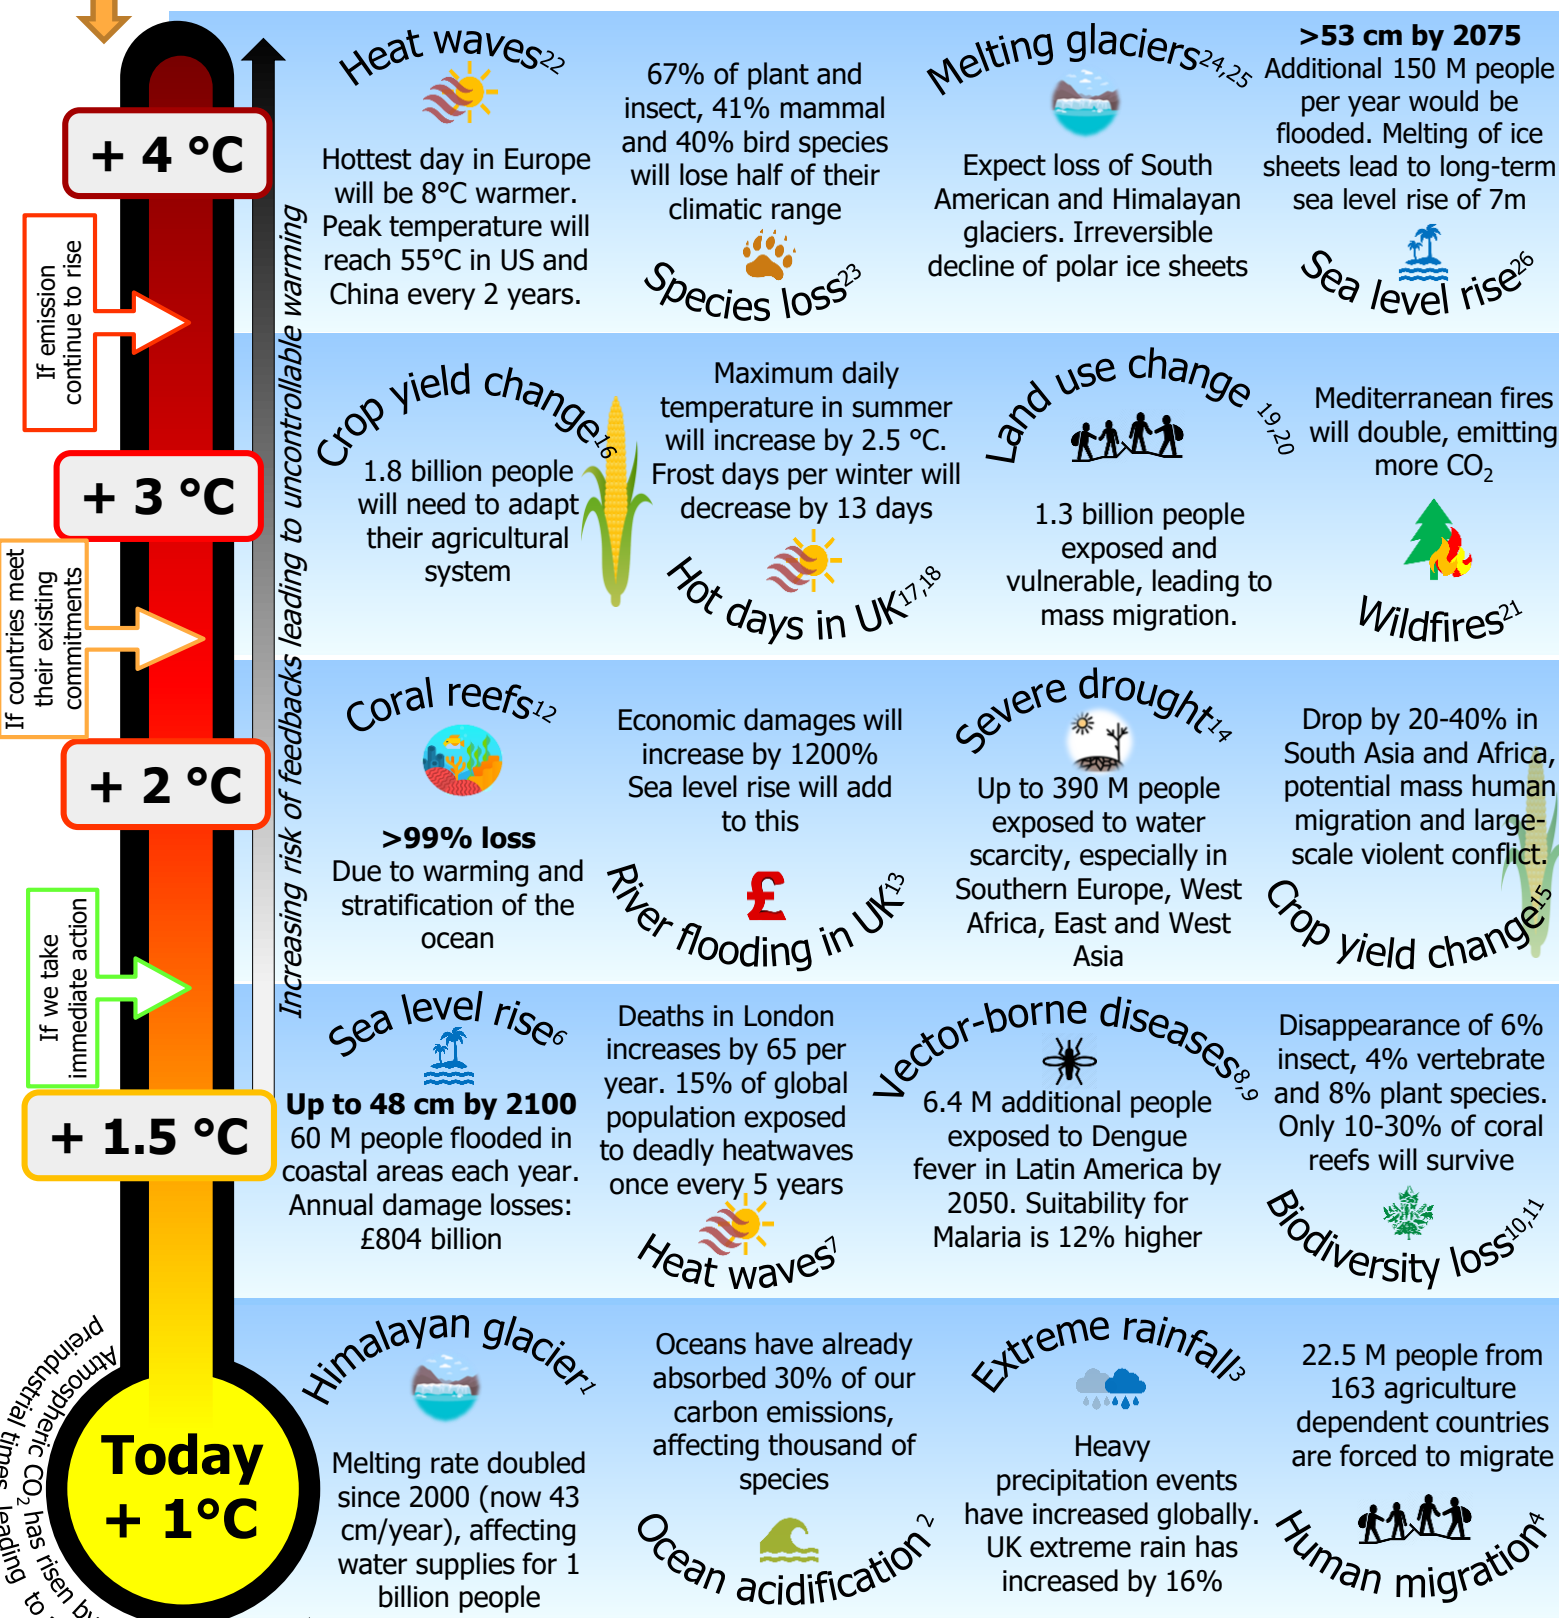 + 4 °C
+ 3 °C
+ 2 °C
+ 1.5 °C
Today
+ 1°C
If emission
continue to rise
If countries meet
their existing
commitments
If we take
immediate action
Increasing risk of feedbacks leading to uncontrollable warming
Heat waves22
Hottest day in Europe
will be 8°C warmer.
Peak temperature will
reach 55°C in US and
China every 2 years.
67% of plant and
insect, 41% mammal
and 40% bird species
will lose half of their
climatic range
Species loss23
Melting glaciers24,25
Expect loss of South
American and Himalayan
glaciers. Irreversible
decline of polar ice sheets
>53 cm by 2075
Additional 150 M people
per year would be
flooded. Melting of ice
sheets lead to long-term
sea level rise of 7m
Sea level rise26
Crop yield change16
1.8 billion people
will need to adapt
their agricultural
system
Maximum daily
temperature in summer
will increase by 2.5 °C.
Frost days per winter will
decrease by 13 days
Hot days in UK17,18
Land use change 19,20
1.3 billion people
exposed and
vulnerable, leading to
mass migration.
Mediterranean fires
will double, emitting
more CO2
Wildfires21
Coral reefs12
>99% loss
Due to warming and
stratification of the
ocean
Economic damages will
increase by 1200%
Sea level rise will add
to this
£
River flooding in UK13
Severe drought14
Up to 390 M people
exposed to water
scarcity, especially in
Southern Europe, West
Africa, East and West
Asia
Drop by 20-40% in
South Asia and Africa,
potential mass human
migration and large-
scale violent conflict.
Crop yield change15
Sea level rise6
Up to 48 cm by 2100
60 M people flooded in
coastal areas each year.
Annual damage losses:
£804 billion
Deaths in London
increases by 65 per
year. 15% of global
population exposed
to deadly heatwaves
once every 5 years
Heat waves7
Vector-borne diseases8,9
6.4 M additional people
exposed to Dengue
fever in Latin America by
2050. Suitability for
Malaria is 12% higher
Disappearance of 6%
insect, 4% vertebrate
and 8% plant species.
Only 10-30% of coral
reefs will survive
Biodiversity loss10,11
Himalayan glacier1
Melting rate doubled
since 2000 (now 43
cm/year), affecting
water supplies for 1
billion people
Oceans have already
absorbed 30% of our
carbon emissions,
affecting thousand of
species
Ocean acidification2
Extreme rainfall3
Heavy
precipitation events
have increased globally.
UK extreme rain has
increased by 16%
22.5 M people from
163 agriculture
dependent countries
are forced to migrate
Human migration4
Atmospheric CO2 has risen by
preindustrial times, leading to